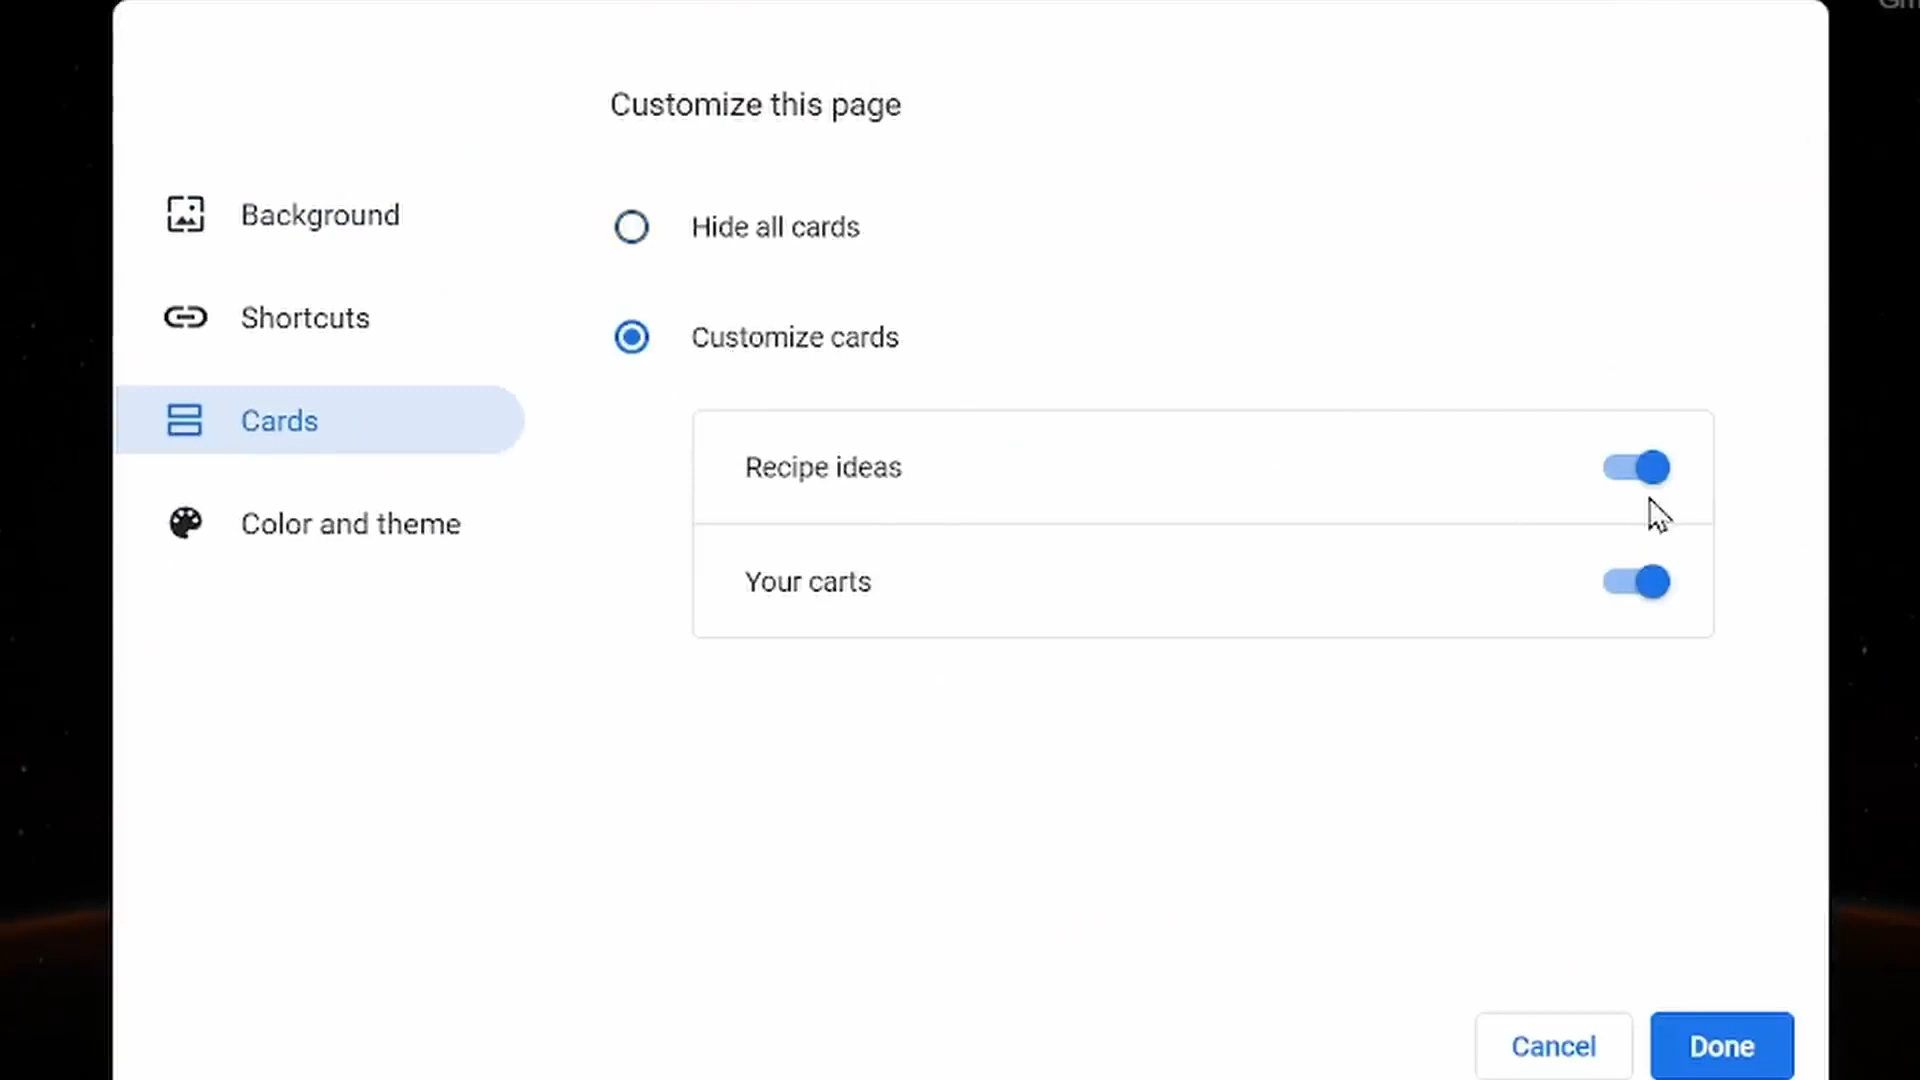 Customize this page
Background
Shortcuts
Cards
Color and theme
Hide all cards
Customize cards
Recipe ideas
Your carts
Cancel
Done